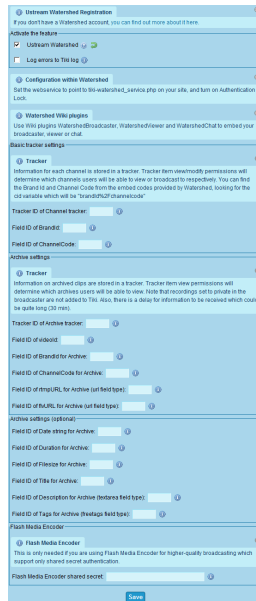 Ustream Watershed Registration
If you don't have a Watershed account, you can find out more about it here.
Activate the feature
Ustream Watershed
Log errors to Tiki log
Configuration within Watershed
Set the webservice to point to tiki-watershed_service.php on your site, and turn on Authentication
Lock.
Watershed Wiki plugins
Use Wiki plugins WatershedBroadcaster, WatershedViewer and WatershedChat to embed your
broadcaster, viewer or chat.
Basic tracker settings
Tracker
Information for each channel is stored in a tracker. Tracker item view/modify permissions will
determine which channels users will be able to view or broadcast to respectively. You can find
the Brand Id and Channel Code from the embed codes provided by Watershed, looking for the
cid variable which will be "brandid%2Fchannelcode"
Tracker ID of Channel tracker:
Field ID of BrandId:
Field ID of ChannelCode:
Archive settings
Tracker
Information on archived clips are stored in a tracker. Tracker item view permissions will
determine which archives users will be able to view. Note that recordings set to private in the
broadcaster are not added to Tiki. Also, there is a delay for information to be received which coul
be quite long (30 min).
Tracker ID of Archive tracker:
Field ID of videoId:
Field ID of BrandId for Archive:
Field ID of ChannelCode for Archive:
Field ID of rtmpURL for Archive (url field type):
Field ID of flvURL for Archive (url field type):
Archive settings (optional)
Field ID of Date string for Archive:
Field ID of Duration for Archive:
Field ID of Filesize for Archive:
Field ID of Title for Archive:
Field ID of Description for Archive (textarea field type):
Field ID of Tags for Archive (freetags field type):
Flash Media Encoder
Flash Media Encoder
This is only needed if you are using Flash Media Encoder for higher-quality broadcasting which
support only shared secret authentication.
Flash Media Encoder shared secret:
Save